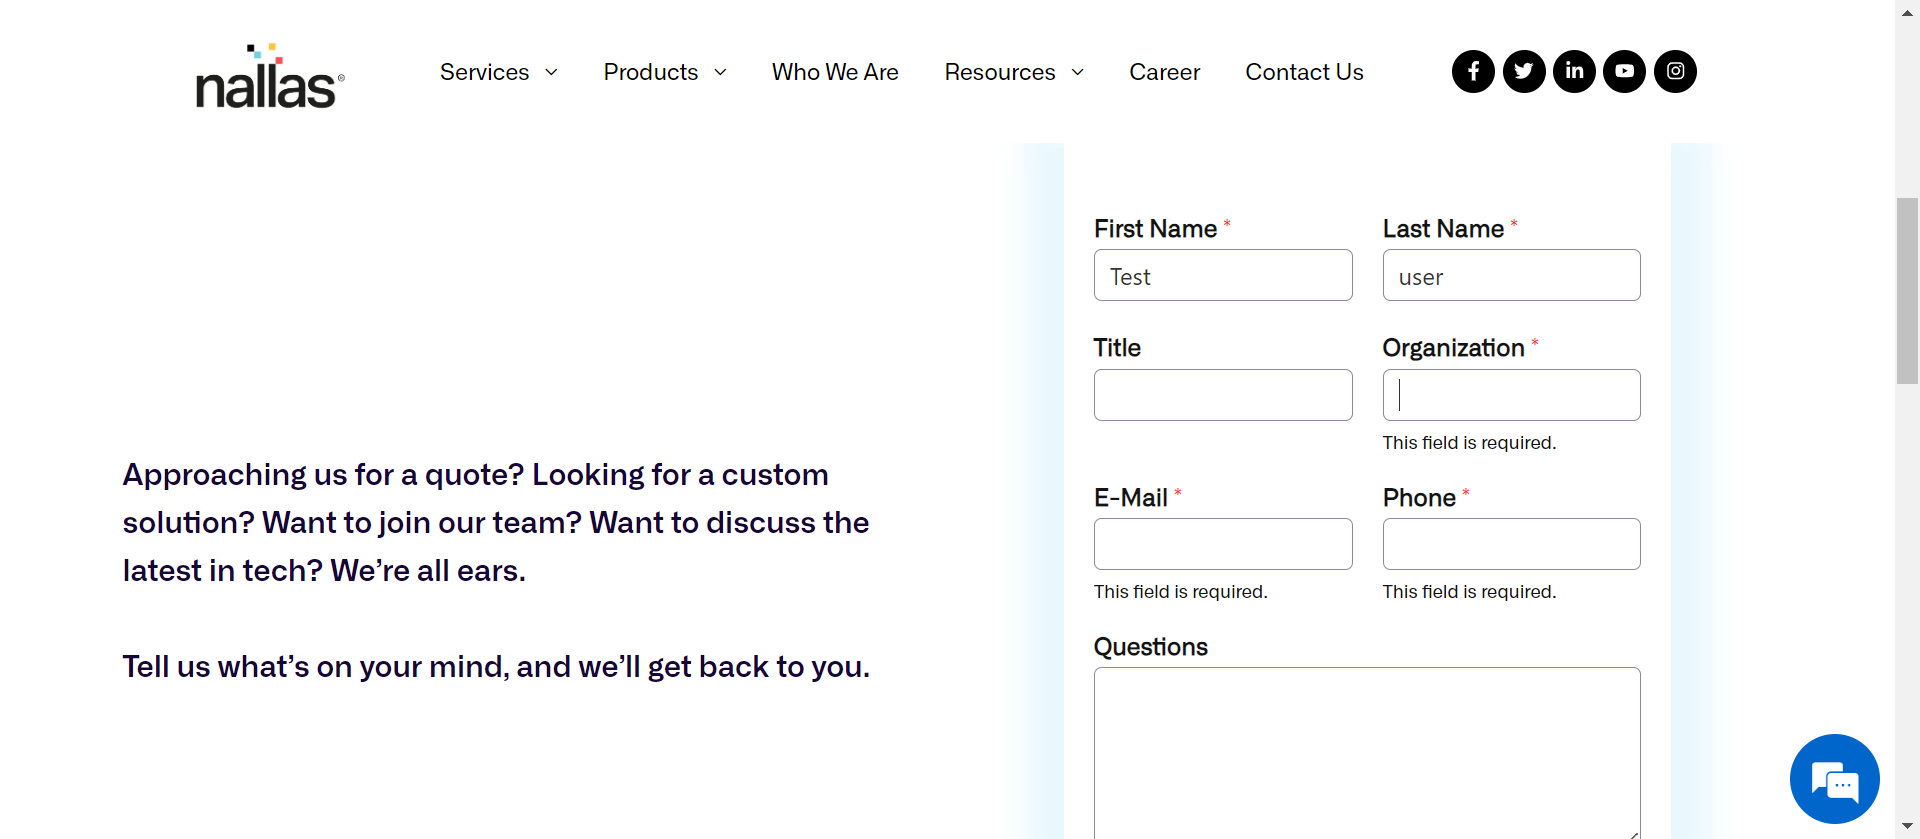 nallas®
Services Products Who We Are Resources Career Contact Us
First Name * Last Name *
Test user
Title Organization *
This field is required.
Approaching us for a quote? Looking for a custom
solution? Want to join our team? Want to discuss the
latest in tech? We’re all ears.
Tell us what’s on your mind, and we’ll get back to you.
E-Mail * Phone *
This field is required. This field is required.
Questions